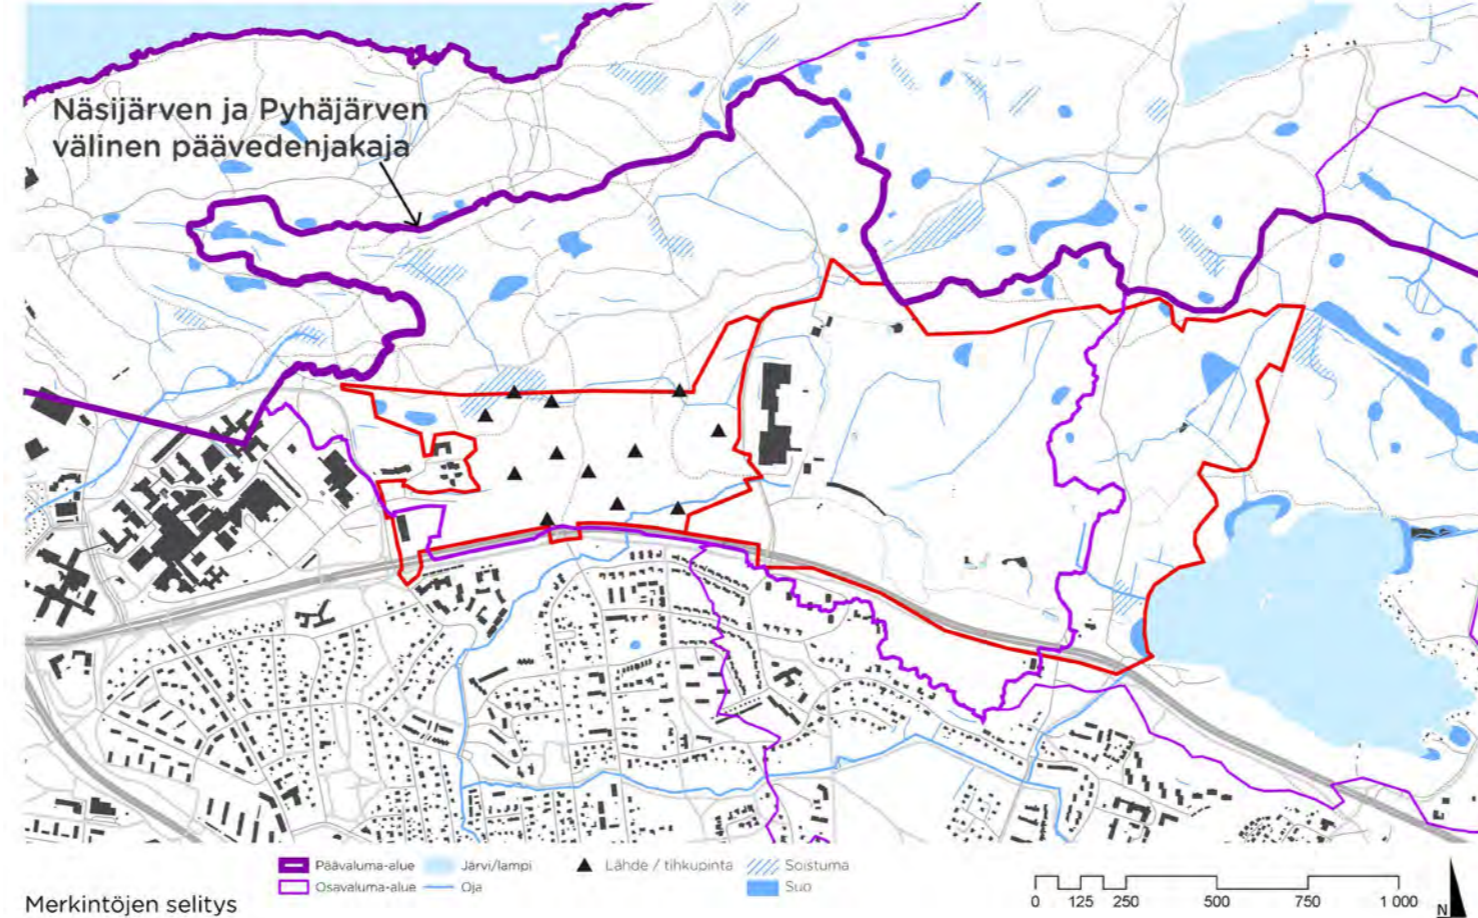 Näsijärven ja Pyhäjärven
välinen päävedenjakaja
Päävaluma-alue Järvi/lampi Lähde / tihkupinta Soistuma
Osavaluma-alue Oja Suo
Merkintöjen selitys
0 125 250 500 750 1 000
N